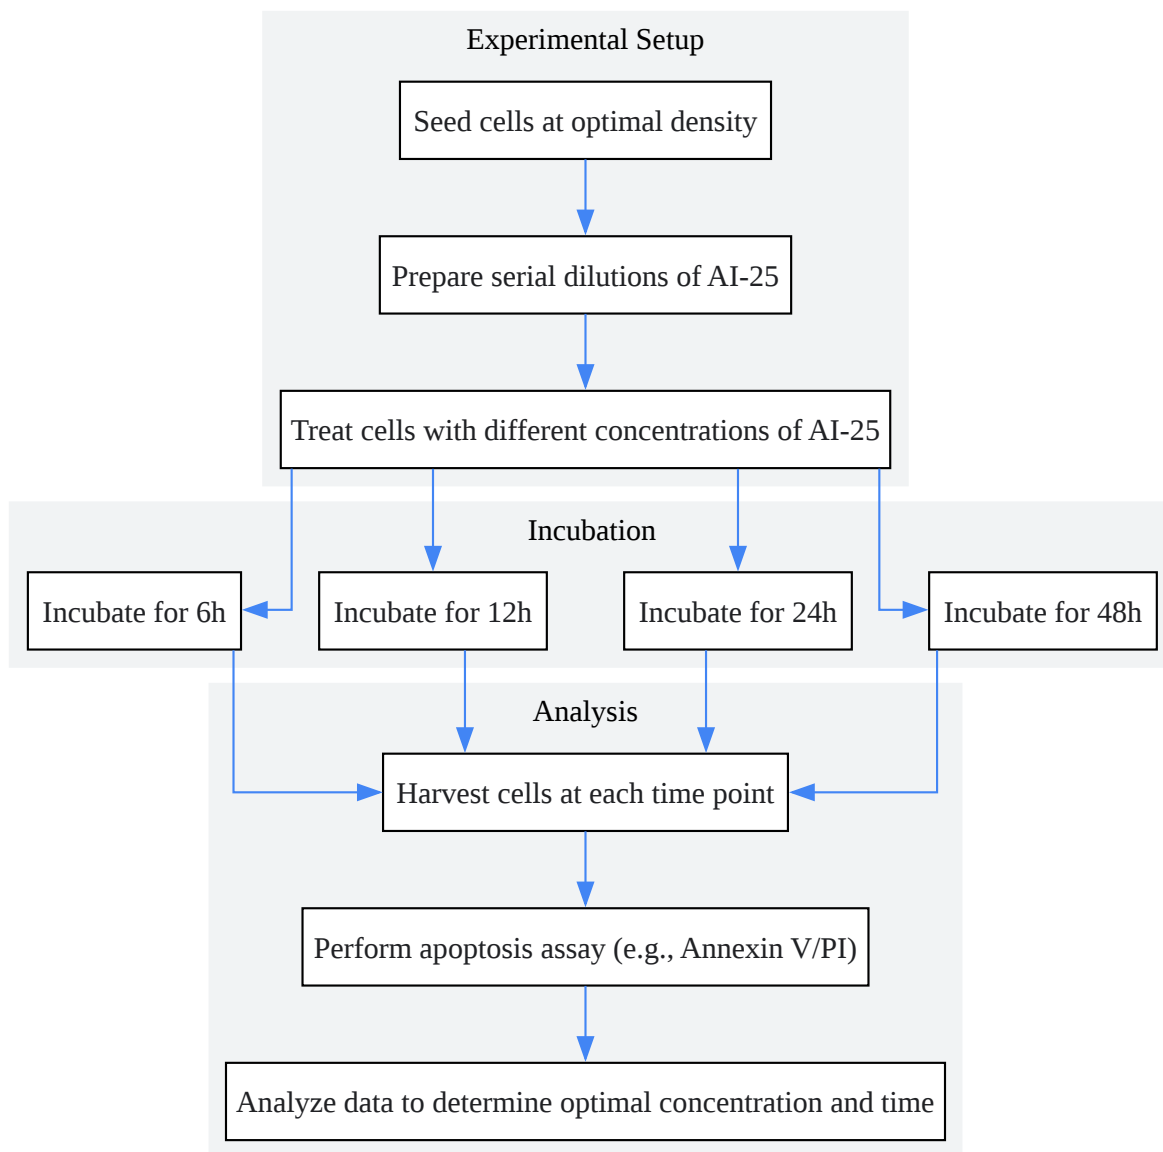 Experimental Setup
Seed cells at optimal density
Prepare serial dilutions of AI-25
Treat cells with different concentrations of AI-25
Incubation
Incubate for 6h
Incubate for 12h
Incubate for 24h
Incubate for 48h
Analysis
Harvest cells at each time point
Perform apoptosis assay (e.g., Annexin V/PI)
Analyze data to determine optimal concentration and time